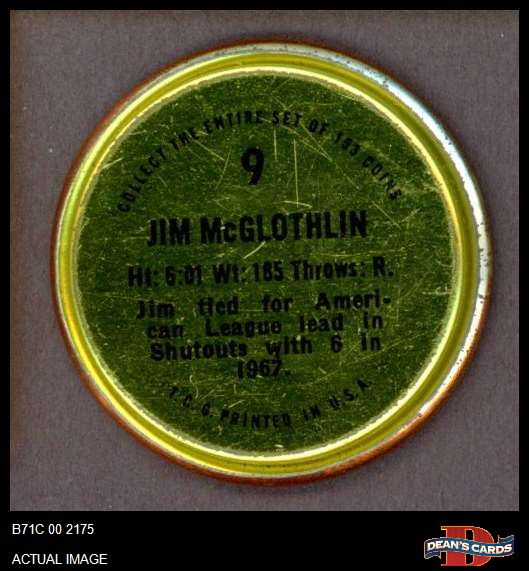 COLLECT THE ENTIRE SET OF 153 COINS
9
JIM McGLOTHLIN
Ht: 6:01 Wt: 185 Throws: R.
Jim tied for Ameri-
can League lead in
Shutouts with 6 in
1967.
T.C.G. PRINTED IN U.S.A.
B71C 00 2175
ACTUAL IMAGE
D
DEAN'S CARDS